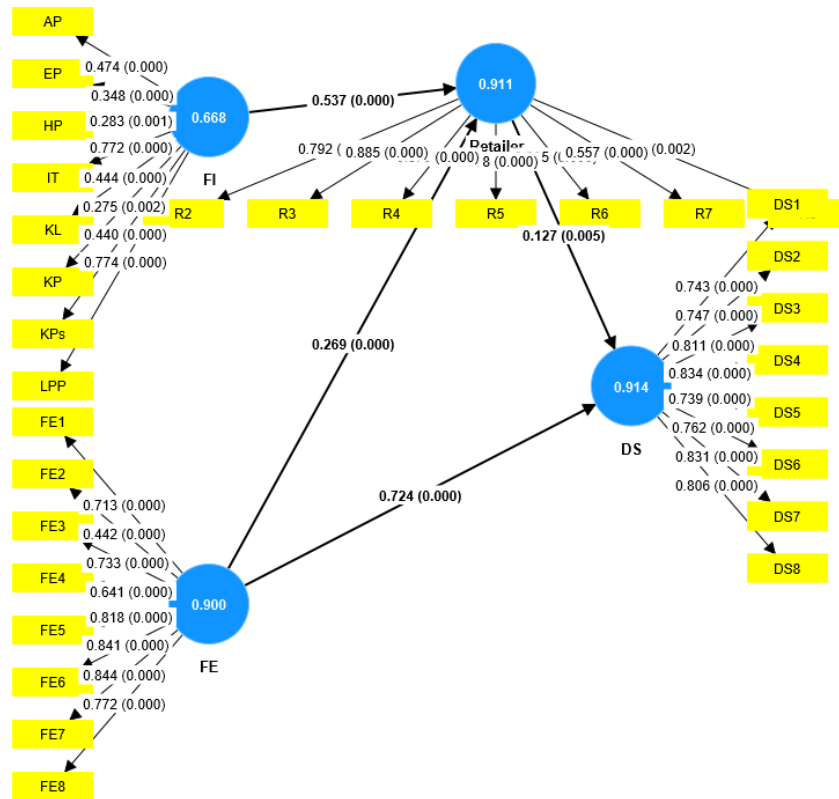 AP
EP
HP
IT
KL
KP
KPs
LPP
0.474 (0.000)
0.348 (0.000)
0.283 (0.001)
0.772 (0.000)
0.444 (0.000)
0.275 (0.002)
0.440 (0.000)
0.774 (0.000)
0.668
FI
0.537 (0.000)
0.911
Retailer
0.792 (
0.885 (0.000)
(0.000)
8 (0.000)
0.557 (0.000)
(0.002)
R2
R3
R4
R5
R6
R7
0.127 (0.005)
0.269 (0.000)
0.724 (0.000)
DS1
DS2
DS3
DS4
DS5
DS6
DS7
DS8
0.743 (0.000)
0.747 (0.000)
0.811 (0.000)
0.834 (0.000)
0.739 (0.000)
0.762 (0.000)
0.831 (0.000)
0.806 (0.000)
0.914
DS
FE1
FE2
FE3
FE4
FE5
FE6
FE7
FE8
0.713 (0.000)
0.442 (0.000)
0.733 (0.000)
0.641 (0.000)
0.818 (0.000)
0.841 (0.000)
0.844 (0.000)
0.772 (0.000)
0.900
FE